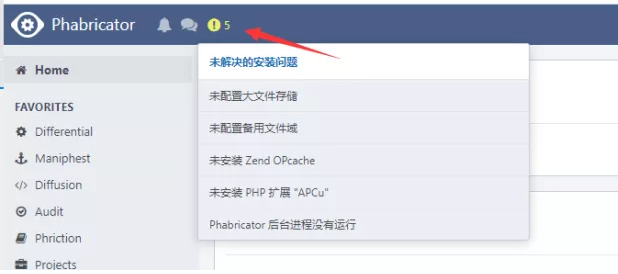 Phabricator 5
未解决的安装问题
未配置大文件存储
未配置备用文件域
未安装 Zend OPcache
未安装 PHP 扩展 "APCu"
Phabricator 后台进程没有运行
Home
FAVORITES
Differential
Maniphest
Diffusion
Audit
Phriction
Projects